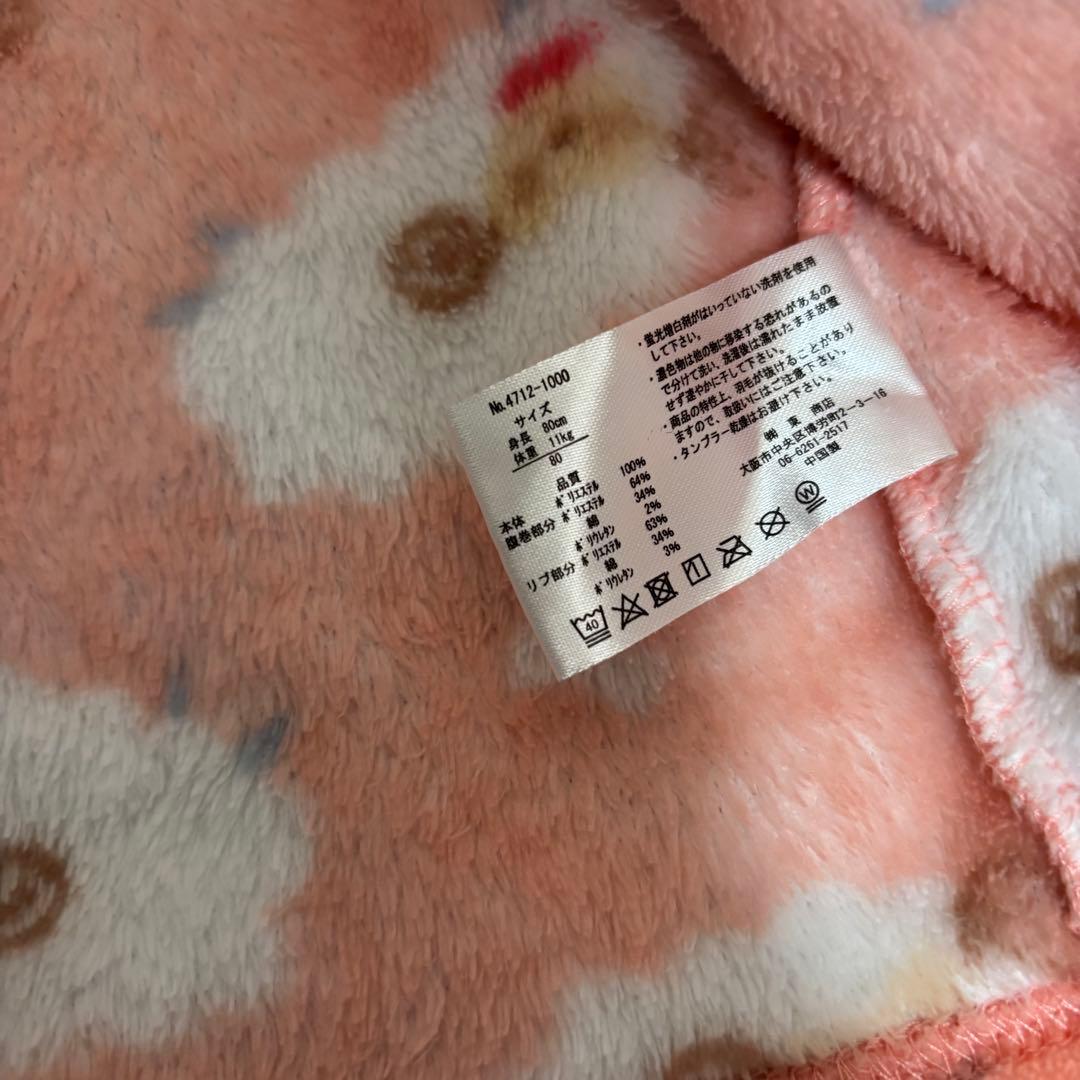 No.4712-1000
サイズ
身長 80cm
体重 11kg
80
品質
本体 ﾎﾟﾘｴｽﾃﾙ 100%
腹巻部分 ﾎﾟﾘｴｽﾃﾙ 64%
綿 34%
ﾎﾟﾘｳﾚﾀﾝ 2%
リブ部分 ﾎﾟﾘｴｽﾃﾙ 63%
綿 34%
ﾎﾟﾘｳﾚﾀﾝ 3%
・蛍光増白剤がはいっていない洗剤を使用
して下さい。
・濃色物は他の物に移染する恐れがあるの
で分けて洗い、洗濯後は濡れたまま放置
せず速やかに干して下さい。
・商品の特性上、羽毛が抜けることがあり
ますので、取扱いにはご注意下さい。
・タンブラー乾燥はお避け下さい。
㈱ 東 商店
大阪市中央区博労町2-3-16
06-6261-2517
中国製
40
W